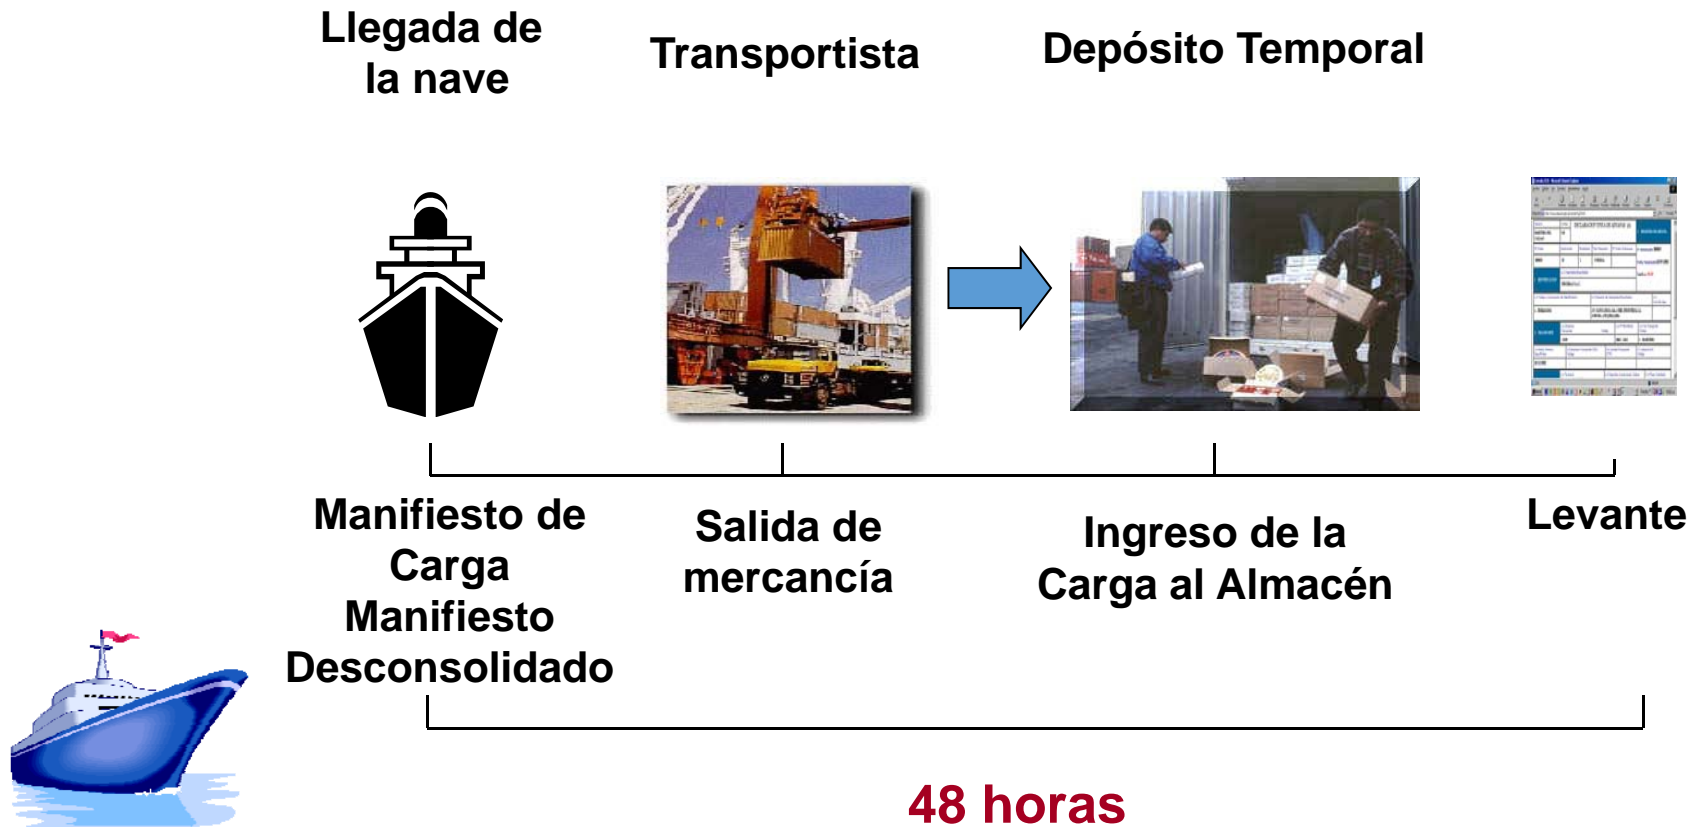 Llegada de
la nave
Transportista
Depósito Temporal
Manifiesto de
Carga
Manifiesto
Desconsolidado
Salida de
mercancía
Ingreso de la
Carga al Almacén
Levante
48 horas